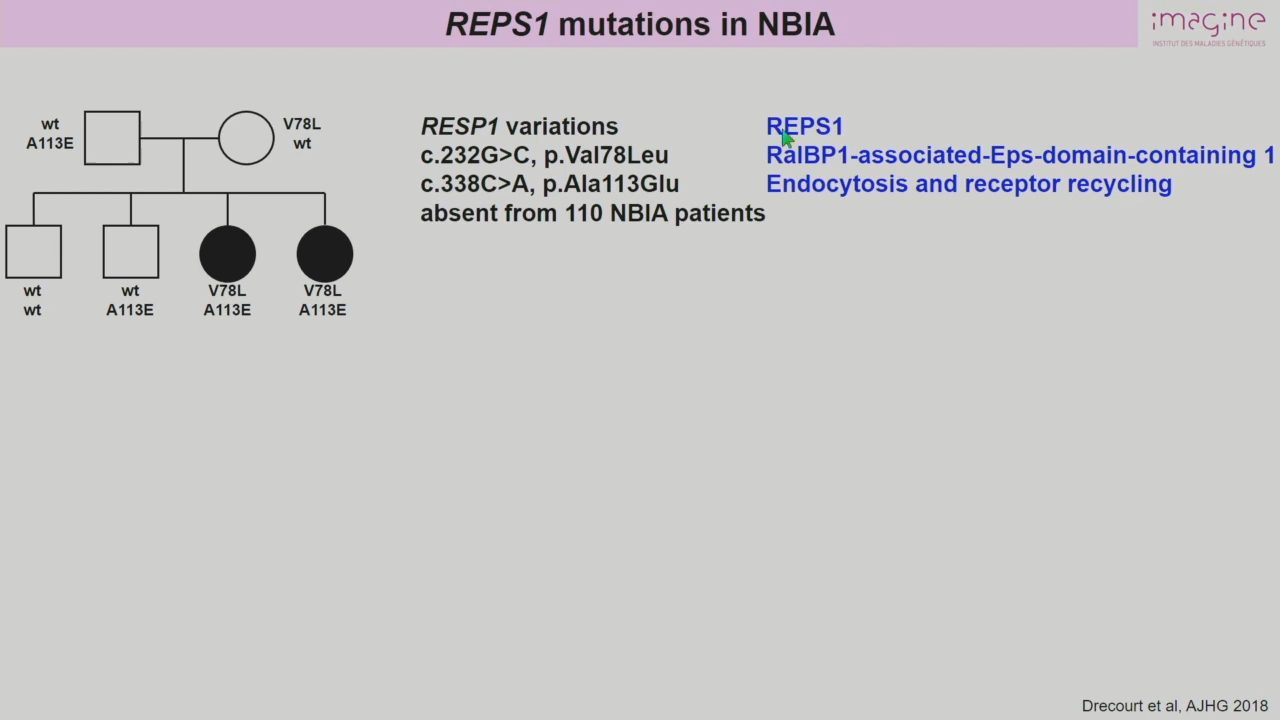 REPS1 mutations in NBIA
imagine
INSTITUT DES MALADIES GÉNÉTIQUES
wt
A113E
V78L
wt
wt
wt
wt
A113E
V78L
A113E
V78L
A113E
RESP1 variations
c.232G>C, p.Val78Leu
c.338C>A, p.Ala113Glu
absent from 110 NBIA patients
REPS1
RalBP1-associated-Eps-domain-containing 1
Endocytosis and receptor recycling
Drecourt et al, AJHG 2018